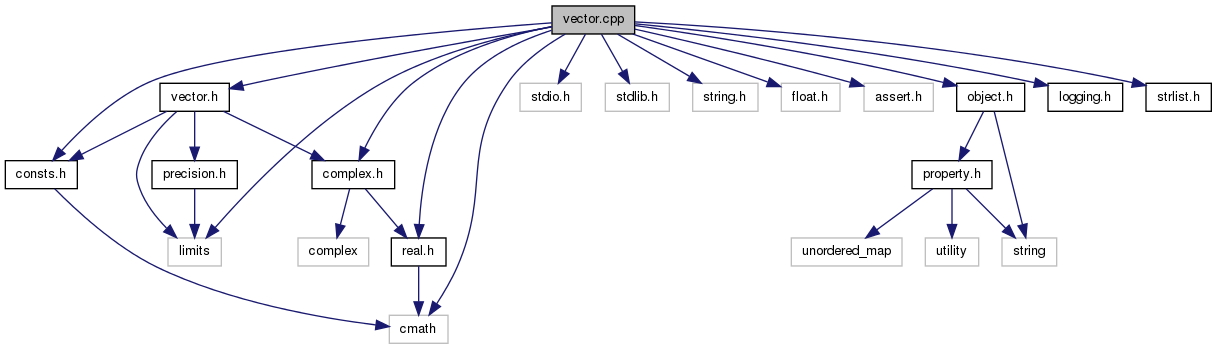 vector.cpp
vector.h
stdio.h
stdlib.h
string.h
float.h
assert.h
object.h
logging.h
strlist.h
consts.h
precision.h
complex.h
property.h
limits
complex
real.h
unordered_map
utility
string
cmath